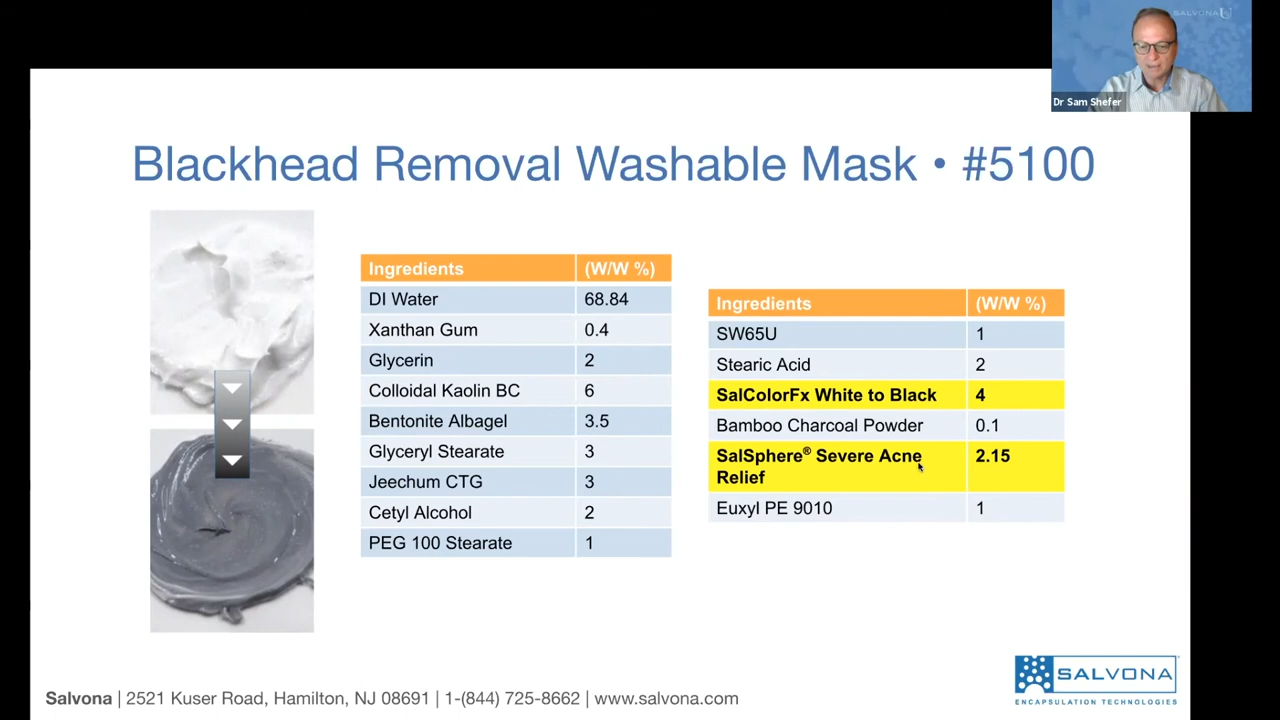 SALVONA
Dr Sam Shefer
Blackhead Removal Washable Mask • #5100
Ingredients (W/W %)
DI Water 68.84
Xanthan Gum 0.4
Glycerin 2
Colloidal Kaolin BC 6
Bentonite Albagel 3.5
Glyceryl Stearate 3
Jeechum CTG 3
Cetyl Alcohol 2
PEG 100 Stearate 1
Ingredients (W/W %)
SW65U 1
Stearic Acid 2
SalColorFx White to Black 4
Bamboo Charcoal Powder 0.1
SalSphere® Severe Acne 2.15
Relief
Euxyl PE 9010 1
SALVONA
ENCAPSULATION TECHNOLOGIES
Salvona | 2521 Kuser Road, Hamilton, NJ 08691 | 1-(844) 725-8662 | www.salvona.com